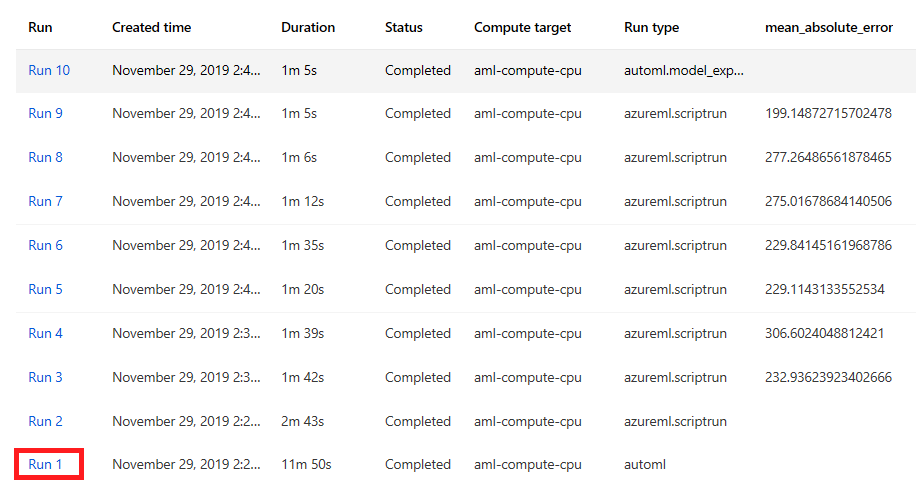 Run Created time Duration Status Compute target Run type mean_absolute_error
Run 10 November 29, 2019 2:4... 1m 5s Completed aml-compute-cpu automl.model_exp...
Run 9 November 29, 2019 2:4... 1m 5s Completed aml-compute-cpu azureml.scriptrun 199.14872715702478
Run 8 November 29, 2019 2:4... 1m 6s Completed aml-compute-cpu azureml.scriptrun 277.26486561878465
Run 7 November 29, 2019 2:4... 1m 12s Completed aml-compute-cpu azureml.scriptrun 275.01678684140506
Run 6 November 29, 2019 2:4... 1m 35s Completed aml-compute-cpu azureml.scriptrun 229.84145161968786
Run 5 November 29, 2019 2:4... 1m 20s Completed aml-compute-cpu azureml.scriptrun 229.1143133552534
Run 4 November 29, 2019 2:3... 1m 39s Completed aml-compute-cpu azureml.scriptrun 306.6024048812421
Run 3 November 29, 2019 2:3... 1m 42s Completed aml-compute-cpu azureml.scriptrun 232.93623923402666
Run 2 November 29, 2019 2:2... 2m 43s Completed aml-compute-cpu azureml.scriptrun
Run 1 November 29, 2019 2:2... 11m 50s Completed aml-compute-cpu automl